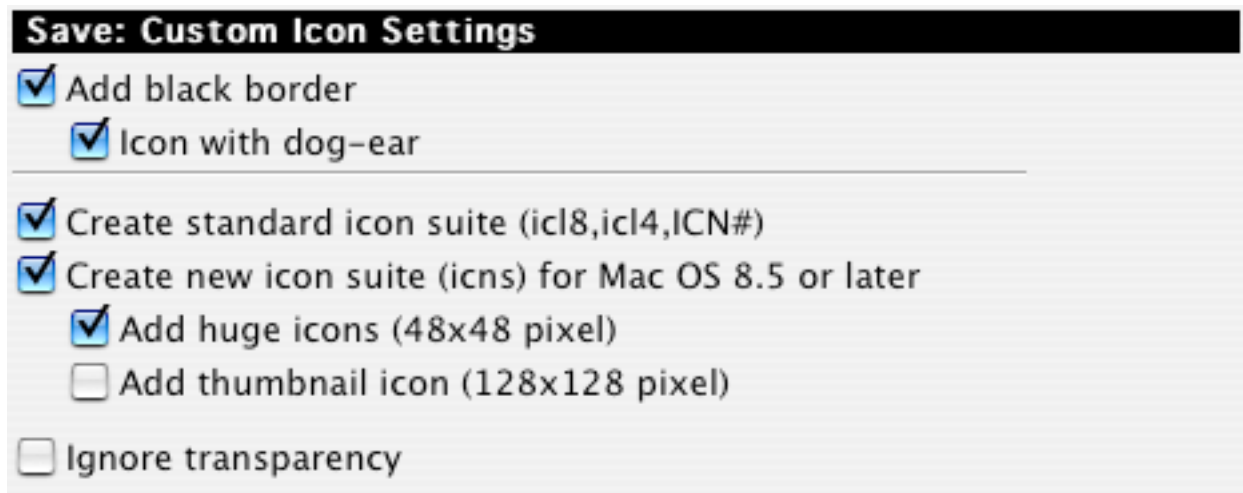 Save: Custom Icon Settings
Add black border
Icon with dog-ear
Create standard icon suite (icl8,icl4,ICN#)
Create new icon suite (icns) for Mac OS 8.5 or later
Add huge icons (48x48 pixel)
Add thumbnail icon (128x128 pixel)
Ignore transparency